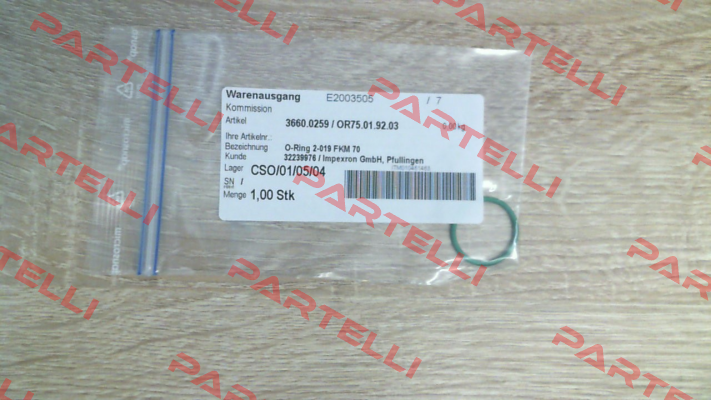 Warenausgang E2003505 / 7
Kommission
Artikel 3660.0259 / OR75.01.92.03
Ihre Artikelnr.:
Bezeichnung O-Ring 2-019 FKM 70
Kunde 32239976 / Impexron GmbH, Pfullingen
Lager CSO/01/05/04
SN /
Menge 1,00 Stk
PARTELLI
PARTELLI
PARTELLI
PARTELLI
PARTELLI
PARTELLI
PARTELLI